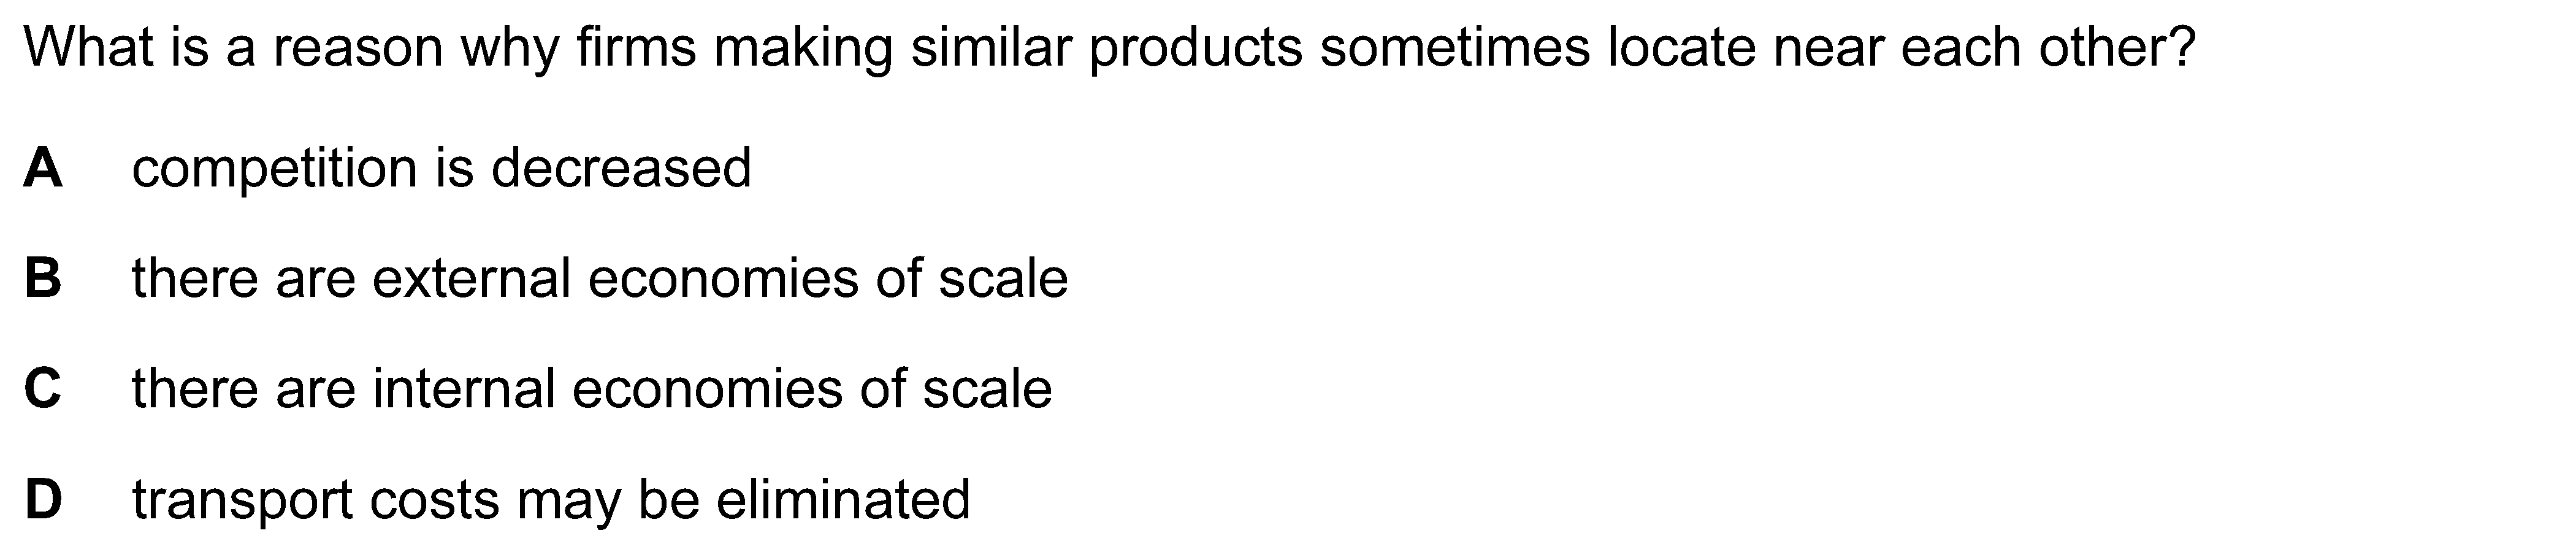 What is a reason why firms making similar products sometimes locate near each other?
A competition is decreased
B there are external economies of scale
C there are internal economies of scale
D transport costs may be eliminated